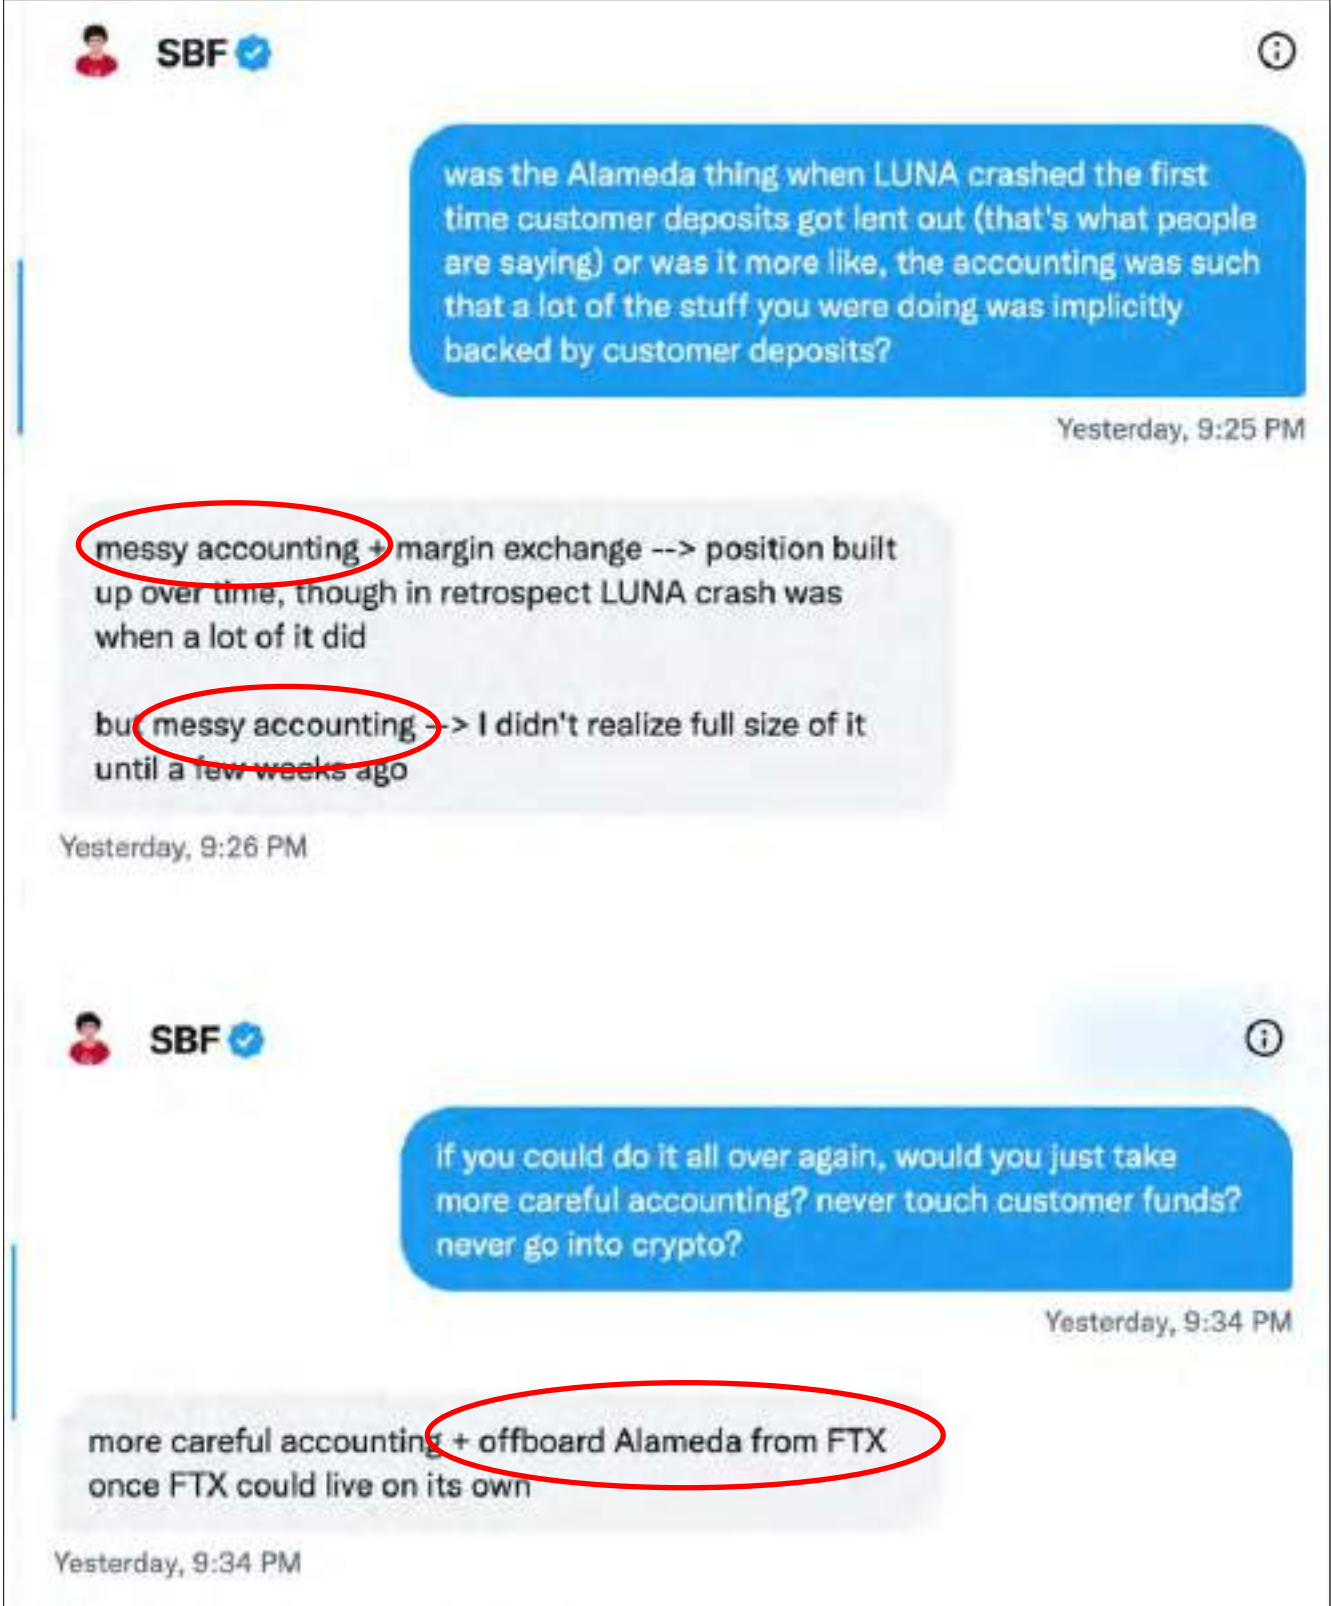 SBF
was the Alameda thing when LUNA crashed the first
time customer deposits got lent out (that's what people
are saying) or was it more like, the accounting was such
that a lot of the stuff you were doing was implicitly
backed by customer deposits?
Yesterday, 9:25 PM
messy accounting + margin exchange --> position built
up over time, though in retrospect LUNA crash was
when a lot of it did
but messy accounting --> I didn't realize full size of it
until a few weeks ago
Yesterday, 9:26 PM
SBF
if you could do it all over again, would you just take
more careful accounting? never touch customer funds?
never go into crypto?
Yesterday, 9:34 PM
more careful accounting + offboard Alameda from FTX
once FTX could live on its own
Yesterday, 9:34 PM